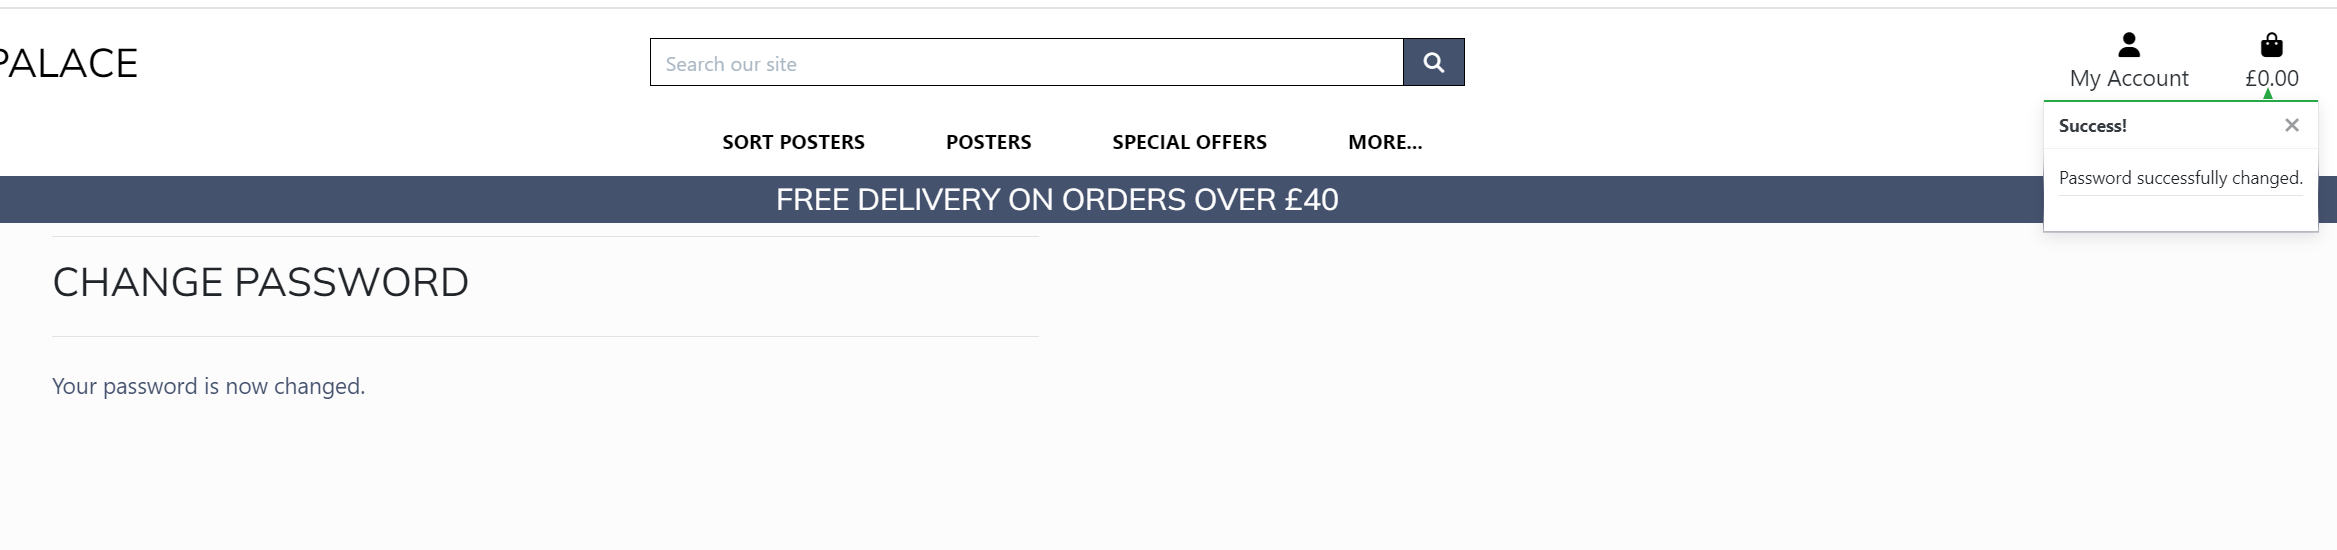 PALACE
Search our site
My Account
£0.00
SORT POSTERS
POSTERS
SPECIAL OFFERS
MORE...
Success!
Password successfully changed.
FREE DELIVERY ON ORDERS OVER £40
CHANGE PASSWORD
Your password is now changed.